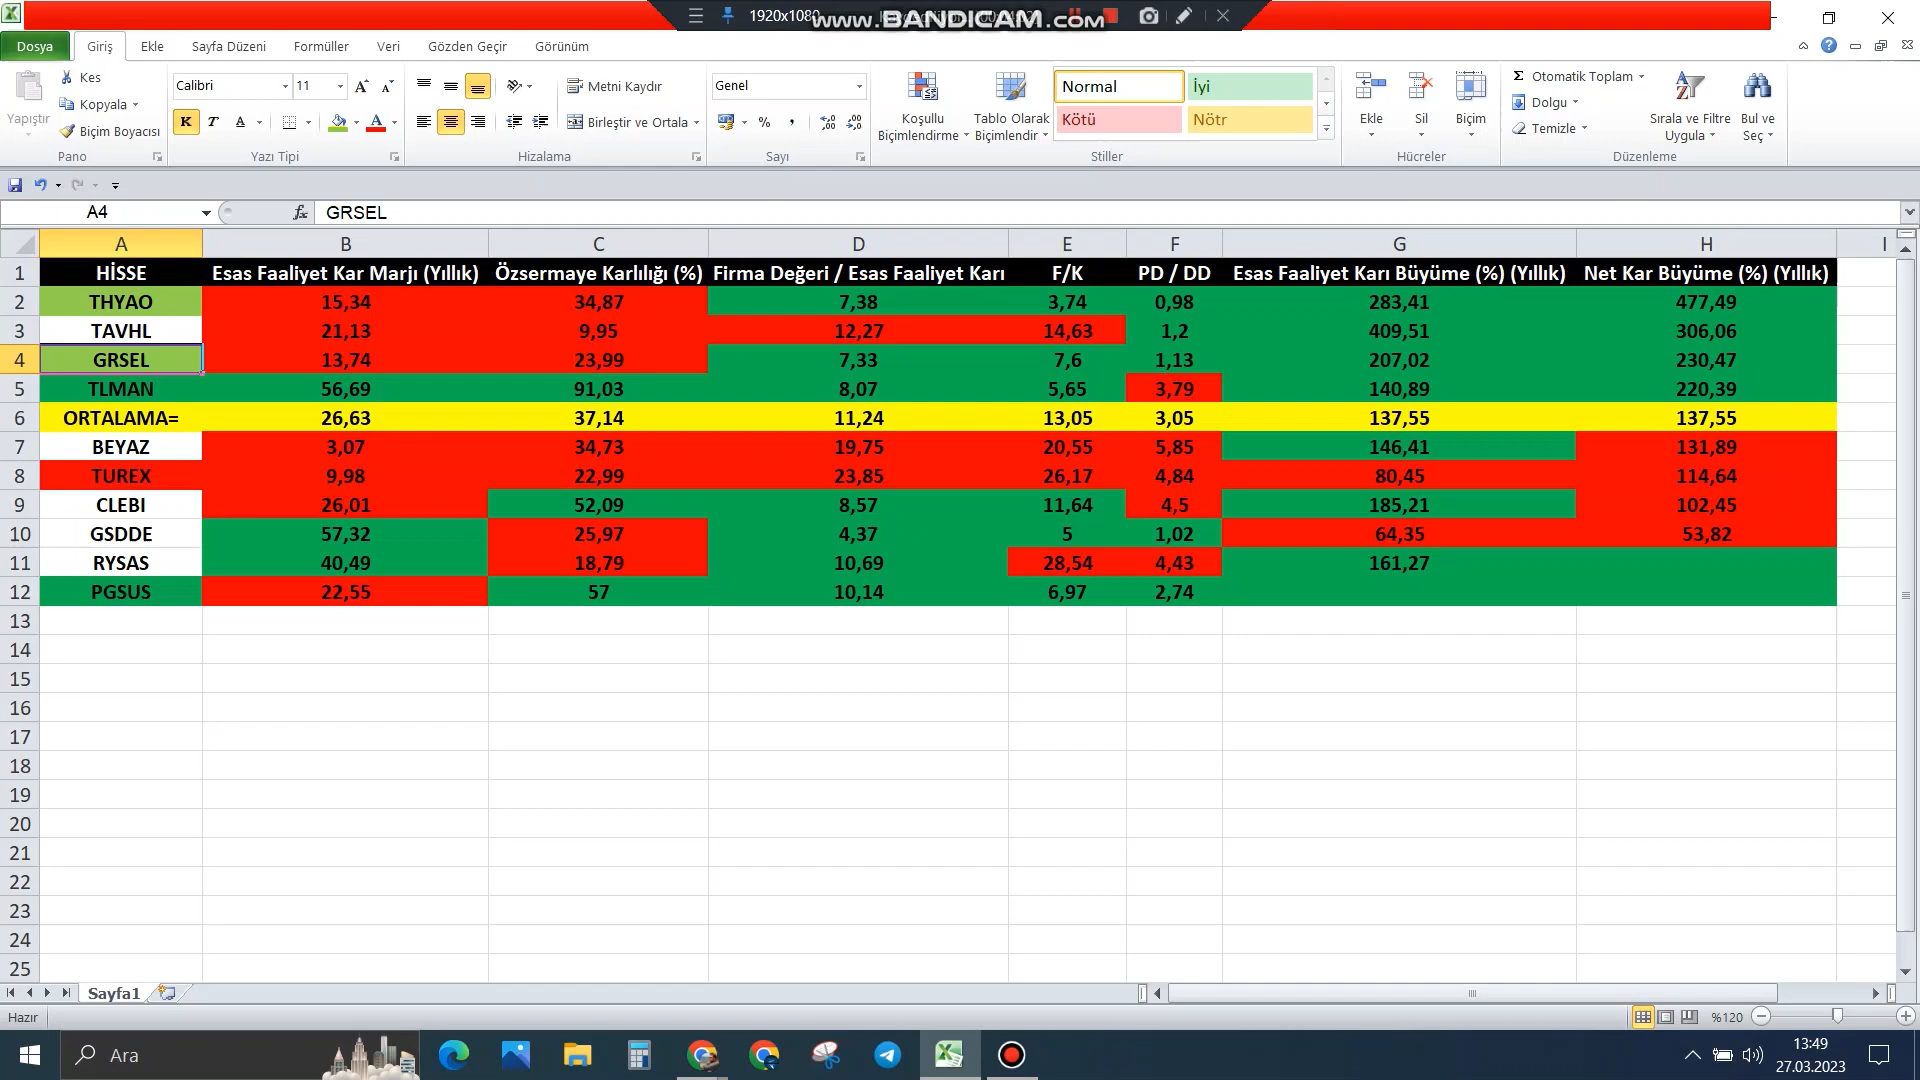 1920x1080
www.BANDICAM.com
Dosya Giriş Ekle Sayfa Düzeni Formüller Veri Gözden Geçir Görünüm
Yapıştır
Kes
Kopyala
Biçim Boyacısı
Pano
Calibri 11
K T A
Yazı Tipi
Metni Kaydır
Birleştir ve Ortala
Hizalama
Genel
Sayı
Koşullu Biçimlendirme
Tablo Olarak Biçimlendir
Normal İyi
Kötü Nötr
Stiller
Ekle Sil Biçim
Hücreler
Σ Otomatik Toplam
Dolgu
Temizle
Sırala ve Filtre Uygula
Bul ve Seç
Düzenleme
A4 fx GRSEL
A B C D E F G H I
1 HİSSE Esas Faaliyet Kar Marjı (Yıllık) Özsermaye Karlılığı (%) Firma Değeri / Esas Faaliyet Karı F/K PD / DD Esas Faaliyet Karı Büyüme (%) (Yıllık) Net Kar Büyüme (%) (Yıllık)
2 THYAO 15,34 34,87 7,38 3,74 0,98 283,41 477,49
3 TAVHL 21,13 9,95 12,27 14,63 1,2 409,51 306,06
4 GRSEL 13,74 23,99 7,33 7,6 1,13 207,02 230,47
5 TLMAN 56,69 91,03 8,07 5,65 3,79 140,89 220,39
6 ORTALAMA= 26,63 37,14 11,24 13,05 3,05 137,55 137,55
7 BEYAZ 3,07 34,73 19,75 20,55 5,85 146,41 131,89
8 TUREX 9,98 22,99 23,85 26,17 4,84 80,45 114,64
9 CLEBI 26,01 52,09 8,57 11,64 4,5 185,21 102,45
10 GSDDE 57,32 25,97 4,37 5 1,02 64,35 53,82
11 RYSAS 40,49 18,79 10,69 28,54 4,43 161,27
12 PGSUS 22,55 57 10,14 6,97 2,74
13
14
15
16
17
18
19
20
21
22
23
24
25
Sayfa1
Hazır %120
Ara
13:49
27.03.2023